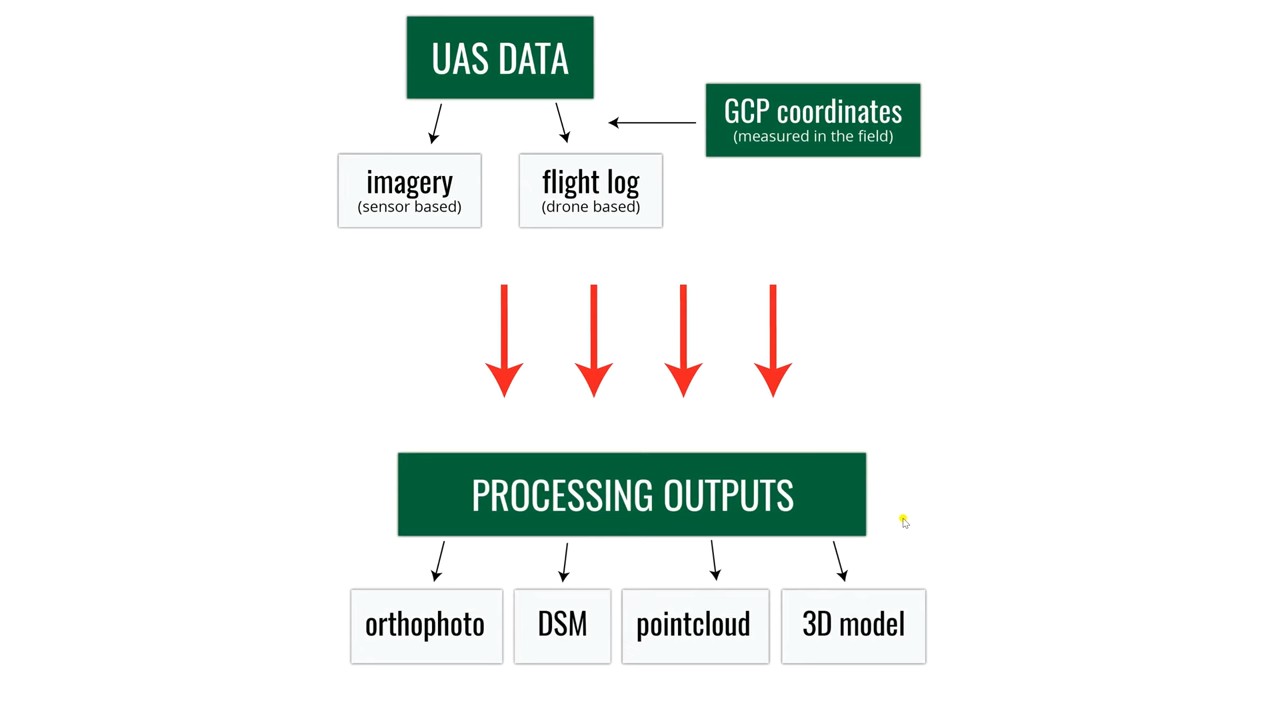 UAS DATA
GCP coordinates
(measured in the field)
imagery
(sensor based)
flight log
(drone based)
PROCESSING OUTPUTS
orthophoto
DSM
pointcloud
3D model